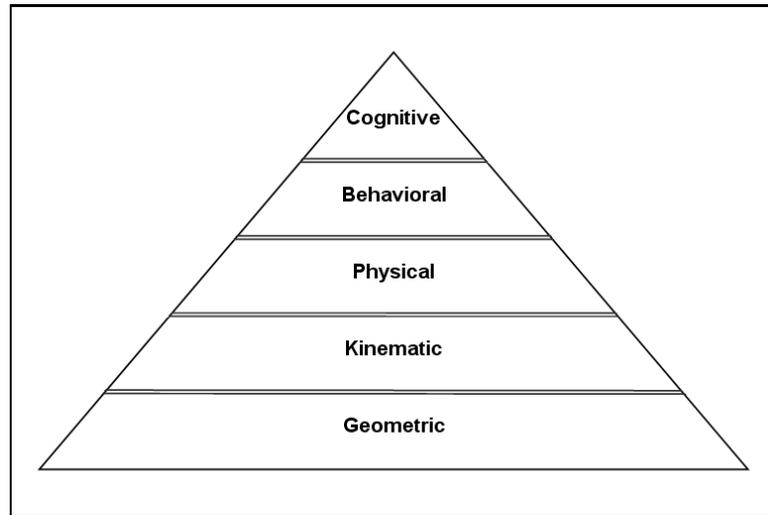 Cognitive
Behavioral
Physical
Kinematic
Geometric